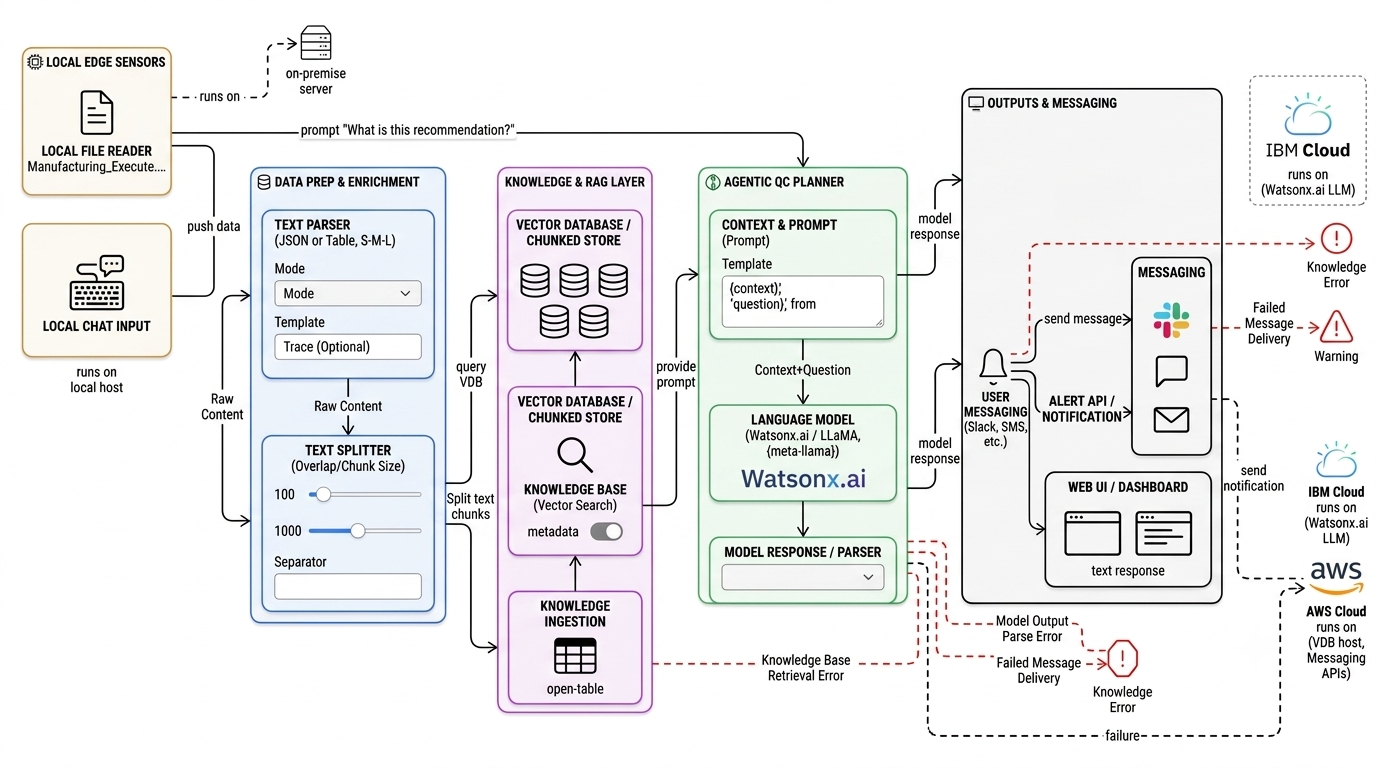 LOCAL EDGE SENSORS
LOCAL FILE READER
Manufacturing_Execute....
runs on
on-premise
server
prompt "What is this recommendation?"
push data
LOCAL CHAT INPUT
runs on
local host
Raw
Content
DATA PREP & ENRICHMENT
TEXT PARSER
(JSON or Table, S-M-L)
Mode
Mode
Template
Trace (Optional)
Raw Content
TEXT SPLITTER
(Overlap/Chunk Size)
100
1000
Separator
query
VDB
Split text
chunks
KNOWLEDGE & RAG LAYER
VECTOR DATABASE /
CHUNKED STORE
VECTOR DATABASE /
CHUNKED STORE
KNOWLEDGE BASE
(Vector Search)
metadata
KNOWLEDGE
INGESTION
open-table
provide
prompt
AGENTIC QC PLANNER
CONTEXT & PROMPT
(Prompt)
Template
{context};'
'question}; from
Context+Question
LANGUAGE MODEL
(Watsonx.ai / LLaMA,
{meta-llama})
Watsonx.ai
MODEL RESPONSE / PARSER
model
response
model
response
Knowledge Base
Retrieval Error
OUTPUTS & MESSAGING
USER
MESSAGING
(Slack, SMS,
etc.)
send message
ALERT API /
NOTIFICATION
MESSAGING
WEB UI / DASHBOARD
text response
Model Output
Parse Error
Failed Message
Delivery
Knowledge
Error
failure
IBM Cloud
runs on
(Watsonx.ai LLM)
Knowledge
Error
Failed
Message
Delivery
Warning
send
notification
IBM Cloud
runs on
(Watsonx.ai
LLM)
aws
AWS Cloud
runs on
(VDB host,
Messaging
APIs)